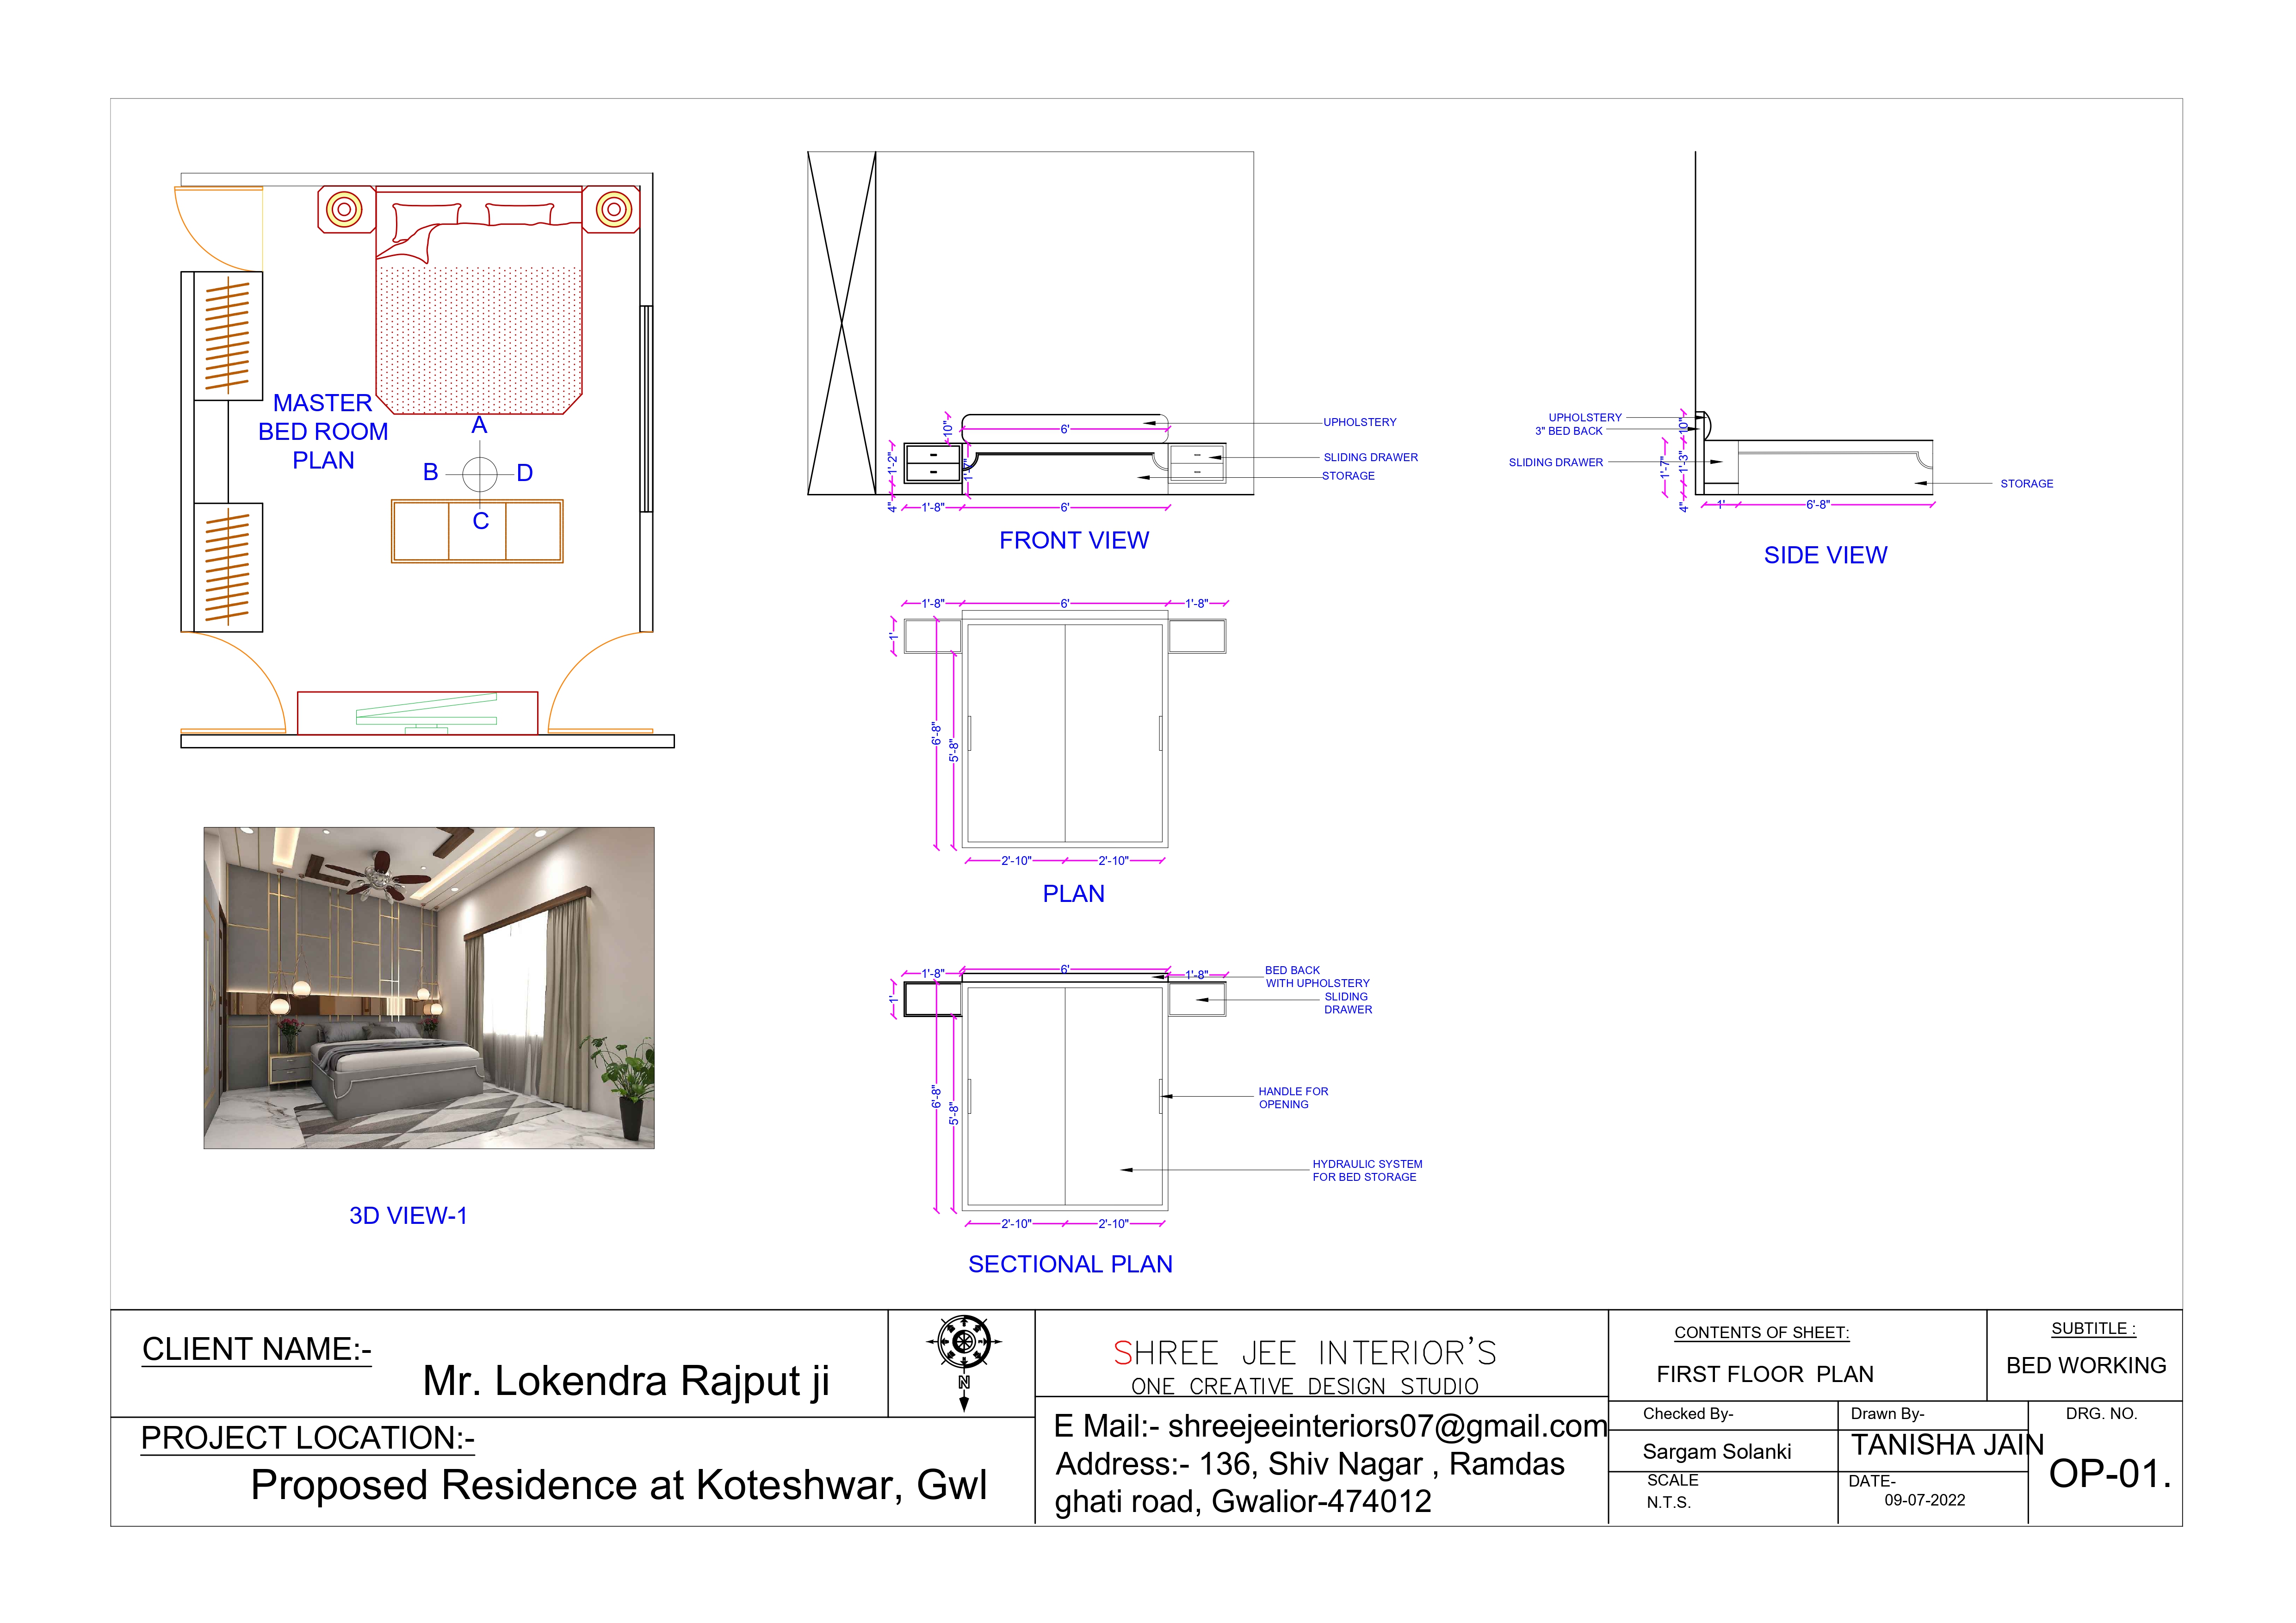 MASTER
BED ROOM
PLAN
A
B
D
C
3D VIEW-1
10"
6'
1'-2"
1'-7"
4"
1'-8"
6'
UPHOLSTERY
SLIDING DRAWER
STORAGE
FRONT VIEW
UPHOLSTERY
3" BED BACK
SLIDING DRAWER
10"
1'-7"
1'-3"
4"
1'
6'-8"
STORAGE
SIDE VIEW
1'-8"
6'
1'-8"
1'
6'-8"
5'-8"
2'-10"
2'-10"
PLAN
1'-8"
6'
1'-8"
1'
6'-8"
5'-8"
2'-10"
2'-10"
BED BACK
WITH UPHOLSTERY
SLIDING
DRAWER
HANDLE FOR
OPENING
HYDRAULIC SYSTEM
FOR BED STORAGE
SECTIONAL PLAN
CLIENT NAME:-
Mr. Lokendra Rajput ji
PROJECT LOCATION:-
Proposed Residence at Koteshwar, Gwl
N
SHREE JEE INTERIOR'S
ONE CREATIVE DESIGN STUDIO
E Mail:- shreejeeinteriors07@gmail.com
Address:- 136, Shiv Nagar , Ramdas
ghati road, Gwalior-474012
CONTENTS OF SHEET:
FIRST FLOOR PLAN
SUBTITLE :
BED WORKING
Checked By-
Sargam Solanki
Drawn By-
TANISHA JAIN
SCALE
N.T.S.
DATE-
09-07-2022
DRG. NO.
OP-01.